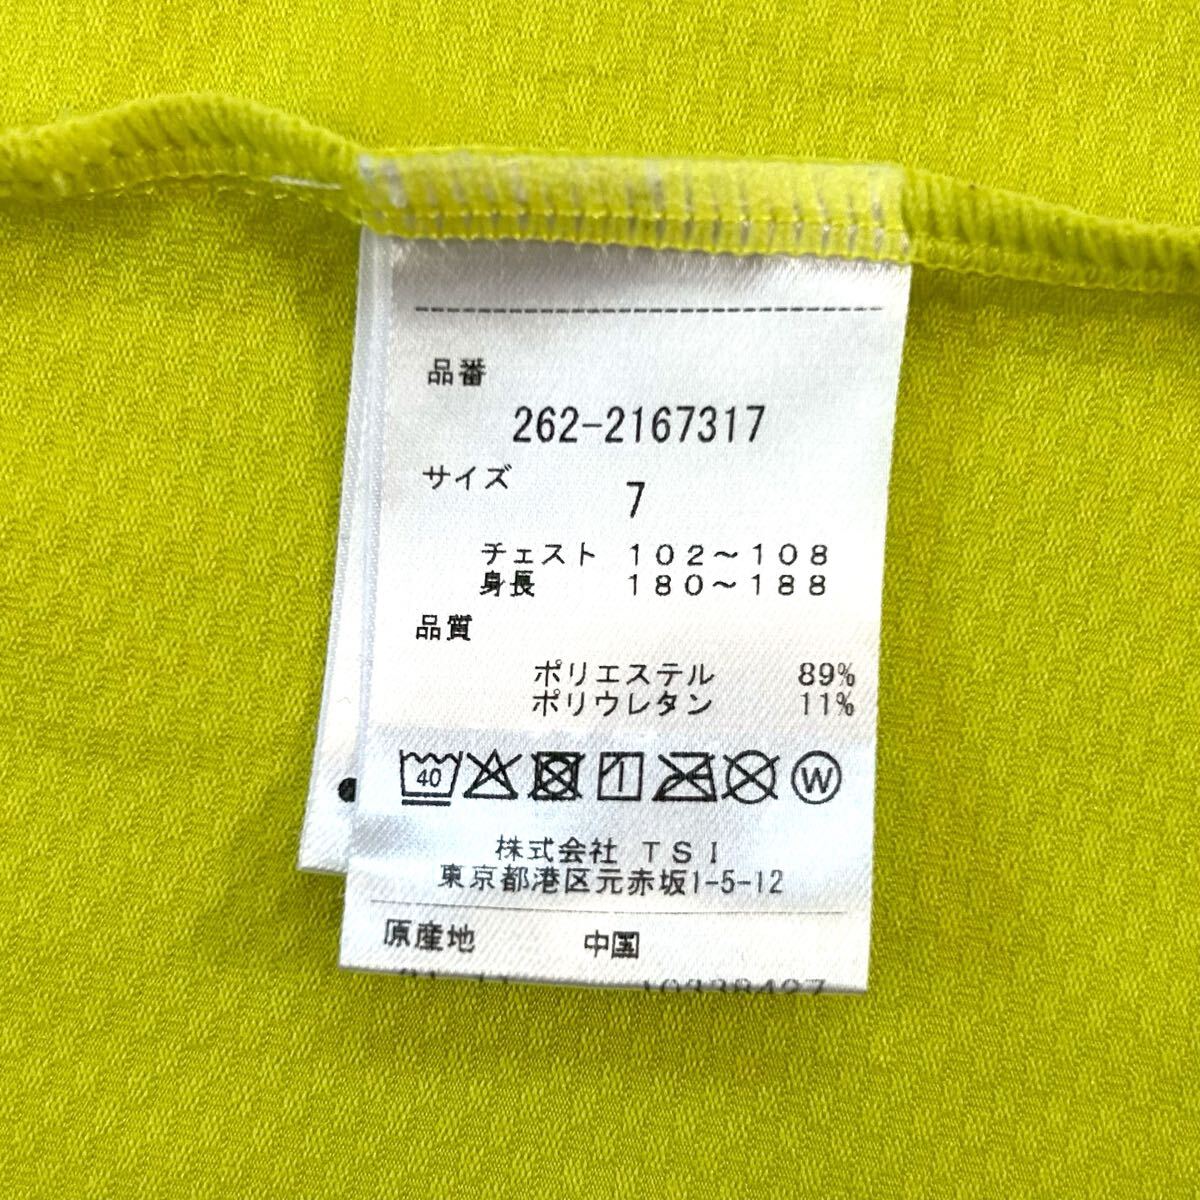 品番
262-2167317
サイズ
7
チェスト 102～108
身長 180～188
品質
ポリエステル 89%
ポリウレタン 11%
40
W
株式会社 TSI
東京都港区元赤坂1-5-12
原産地 中国